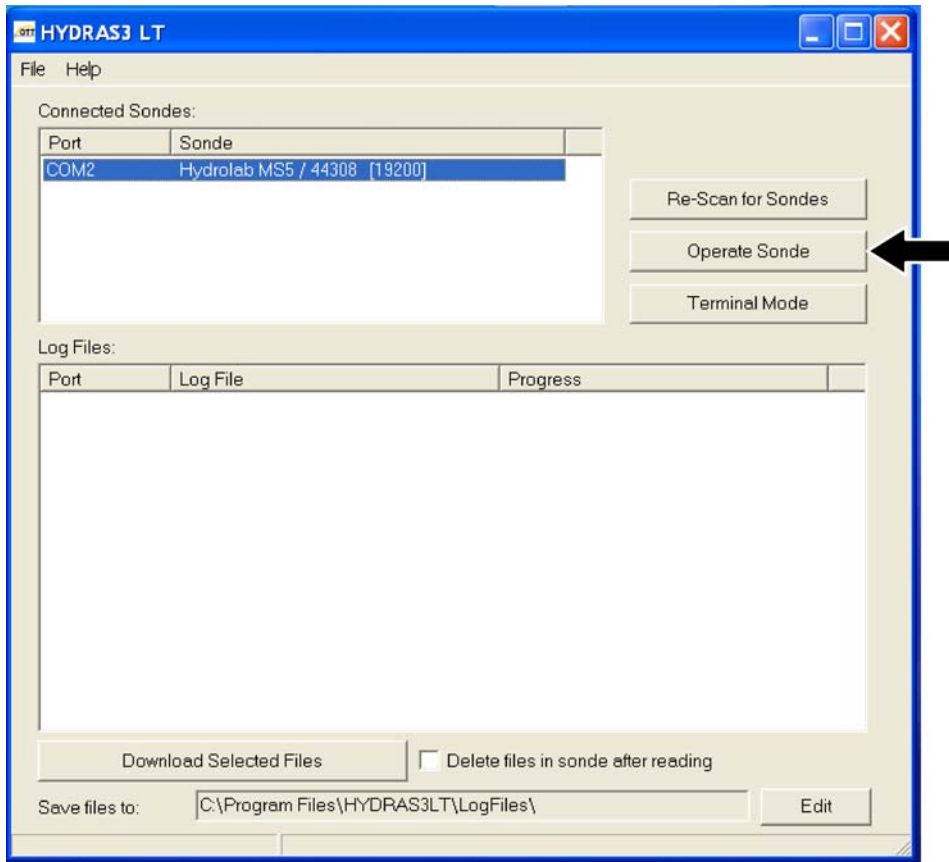 OTT HYDRAS3 LT
File Help
Connected Sondes:
Port Sonde
COM2 Hydrolab MS5 / 44308 [19200]
Re-Scan for Sondes
Operate Sonde
Terminal Mode
Log Files:
Port Log File Progress
Download Selected Files Delete files in sonde after reading
Save files to: C:\Program Files\HYDRAS3LT\LogFiles\ Edit